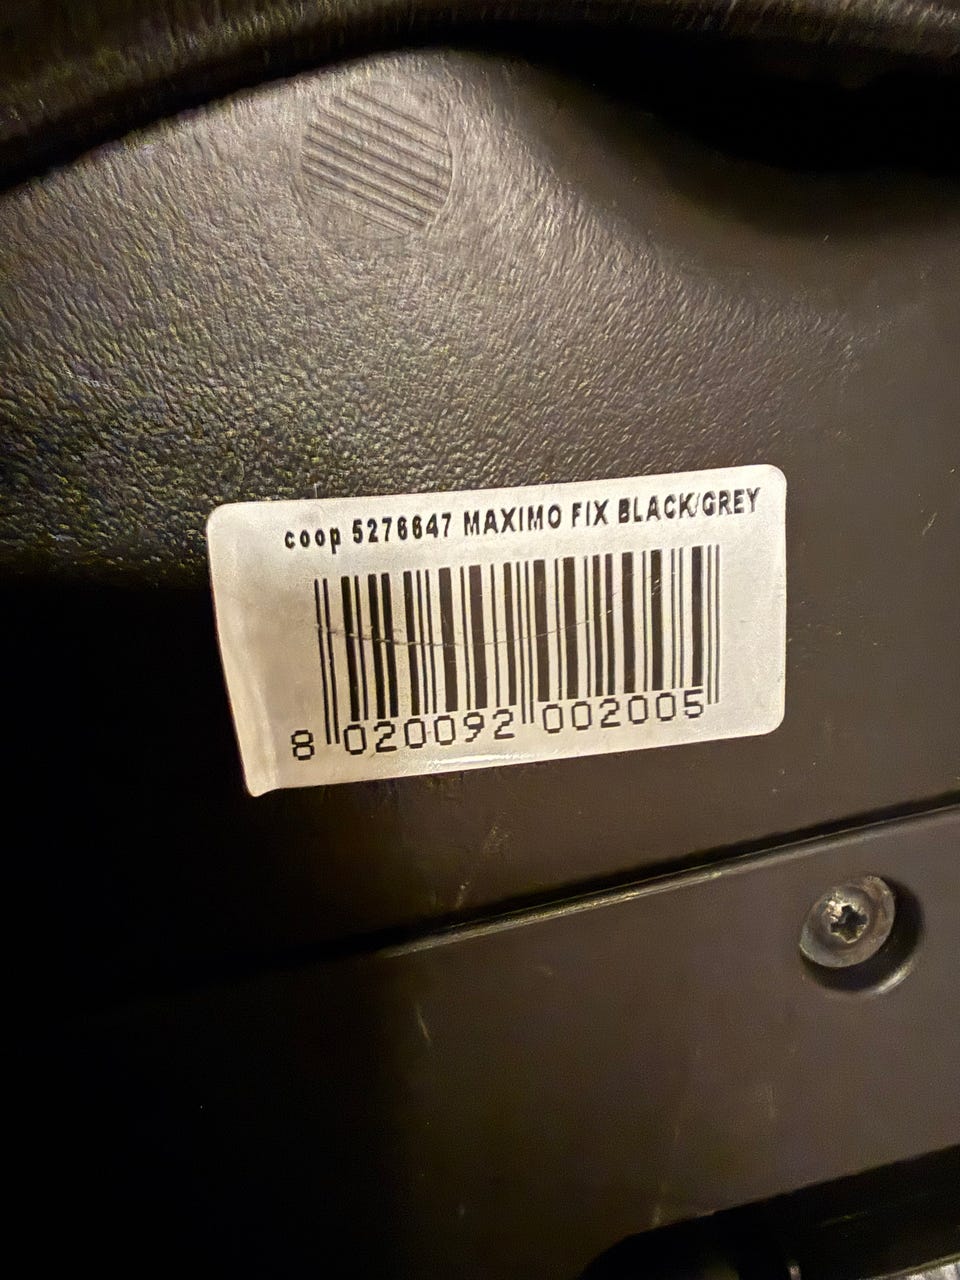 coop 5276647 MAXIMO FIX BLACK/GREY
8 020092 002005